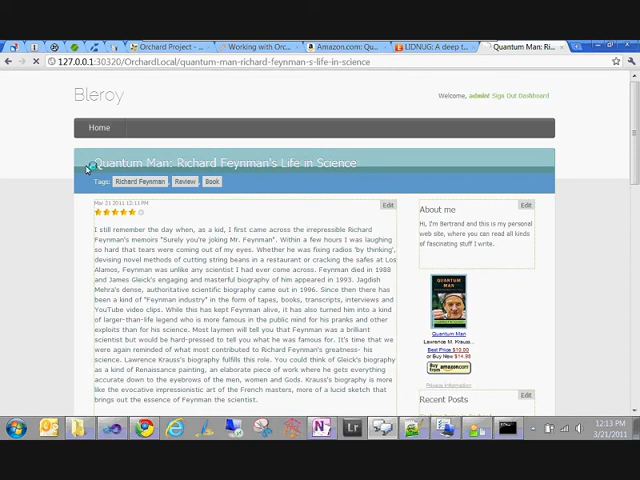 Orchard Project -
Working with Orc...
Amazon.com: Qu...
LIDNUG: A deep t...
Quantum Man: Ri...
127.0.0.1:30320/OrchardLocal/quantum-man-richard-feynman-s-life-in-science
Bleroy
Welcome, admin! Sign Out Dashboard
Home
Quantum Man: Richard Feynman's Life in Science
Tags: Richard Feynman, Review, Book
Mar 21 2011 12:11 PM
Edit
I still remember the day when, as a kid, I first came across the irrepressible Richard
Feynman's memoirs "Surely you're joking Mr. Feynman". Within a few hours I was laughing
so hard that tears were coming out of my eyes. Whether he was fixing radios 'by thinking',
devising novel methods of cutting string beans in a restaurant or cracking the safes at Los
Alamos, Feynman was unlike any scientist I had ever come across. Feynman died in 1988
and James Gleick's engaging and masterful biography of him appeared in 1993. Jagdish
Mehra's dense, authoritative scientific biography came out in 1996. Since then there has
been a kind of "Feynman industry" in the form of tapes, books, transcripts, interviews and
YouTube video clips. While this has kept Feynman alive, it has also turned him into a kind
of larger-than-life legend who is more famous in the public mind for his pranks and other
exploits than for his science. Most laymen will tell you that Feynman was a brilliant
scientist but would be hard-pressed to tell you what he was famous for. It's time that we
were again reminded of what most contributed to Richard Feynman's greatness- his
science. Lawrence Krauss's biography fulfills this role. You could think of Gleick's biography
as a kind of Renaissance painting, an elaborate piece of work where he gets everything
accurate down to the eyebrows of the men, women and Gods. Krauss's biography is more
like the evocative impressionistic art of the French masters, more of a lucid sketch that
brings out the essence of Feynman the scientist.
Edit
About me
Hi, I'm Bertrand and this is my personal
web site, where you can read all kinds
of fascinating stuff I write.
QUANTUM
MAN
Quantum Man
Lawrence M. Kraus...
Best Price $10.00
or Buy New $14.99
Buy from amazon.com
Privacy Information
Edit
Recent Posts
Lr
12:13 PM
3/21/2011